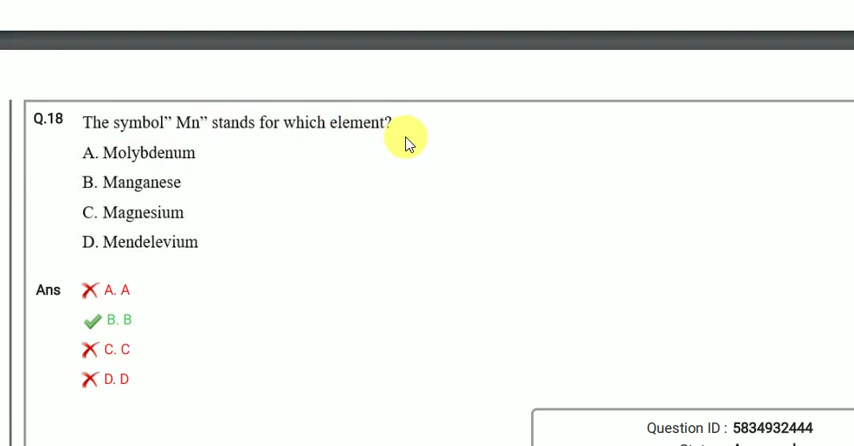 Q.18 The symbol” Mn” stands for which element?
A. Molybdenum
B. Manganese
C. Magnesium
D. Mendelevium
Ans A. A
B. B
C. C
D. D
Question ID : 5834932444